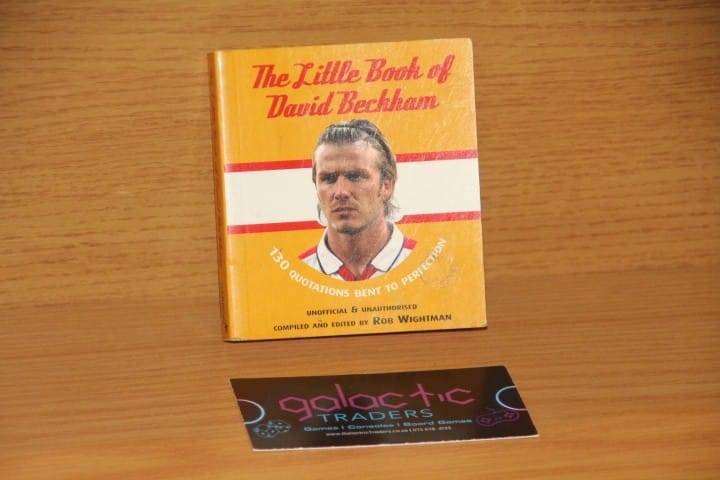 The Little Book of
David Beckham
130 QUOTATIONS BENT TO PERFECTION
UNOFFICIAL & UNAUTHORISED
COMPILED AND EDITED BY ROB WIGHTMAN
galactic
TRADERS
Games | Consoles | Board Games